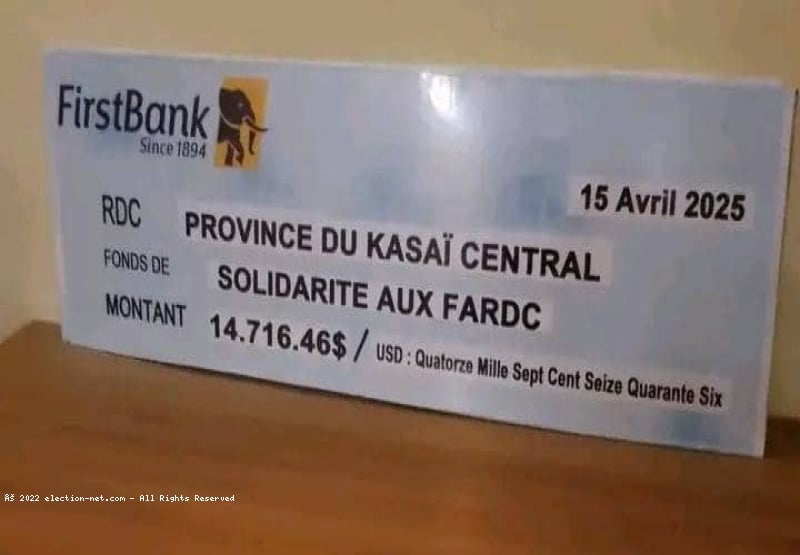 FirstBank
Since 1894
15 Avril 2025
RDC PROVINCE DU KASAÏ CENTRAL
FONDS DE SOLIDARITE AUX FARDC
MONTANT 14.716.46$ / USD : Quatorze Mille Sept Cent Seize Quarante Six
Âš 2022 election-net.com - All Rights Reserved